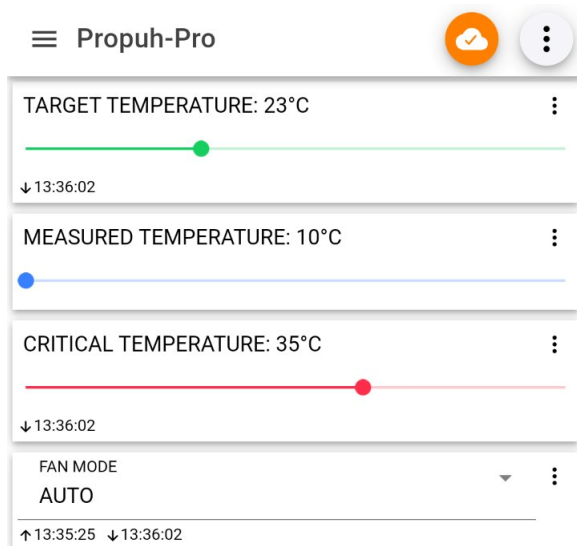 Propuh-Pro
TARGET TEMPERATURE: 23°C
↓13:36:02
MEASURED TEMPERATURE: 10°C
CRITICAL TEMPERATURE: 35°C
↓13:36:02
FAN MODE
AUTO
↑13:35:25 ↓13:36:02